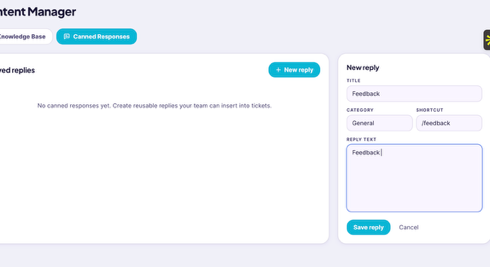 ntent Manager
Knowledge Base
Canned Responses
ved replies
+ New reply
No canned responses yet. Create reusable replies your team can insert into tickets.
New reply
TITLE
Feedback
CATEGORY
SHORTCUT
General
/feedback
REPLY TEXT
Feedback
Save reply
Cancel